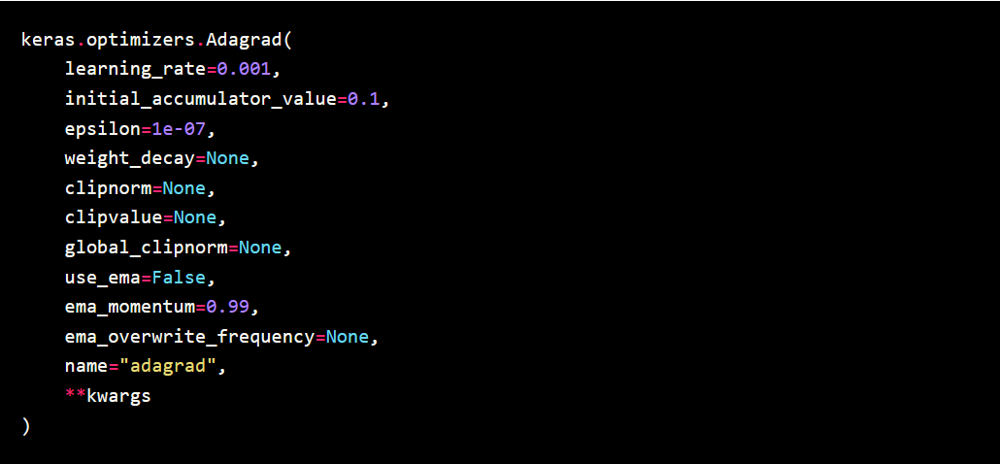 keras.optimizers.Adagrad(
    learning_rate=0.001,
    initial_accumulator_value=0.1,
    epsilon=1e-07,
    weight_decay=None,
    clipnorm=None,
    clipvalue=None,
    global_clipnorm=None,
    use_ema=False,
    ema_momentum=0.99,
    ema_overwrite_frequency=None,
    name="adagrad",
    **kwargs
)